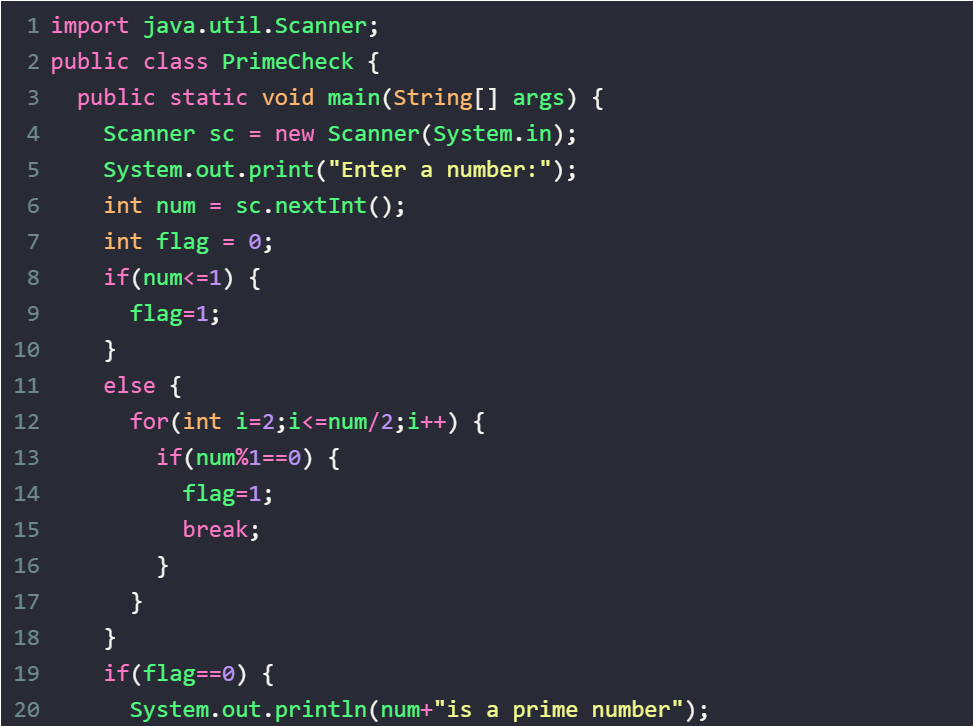 1 import java.util.Scanner;
2 public class PrimeCheck {
3   public static void main(String[] args) {
4     Scanner sc = new Scanner(System.in);
5     System.out.print("Enter a number:");
6     int num = sc.nextInt();
7     int flag = 0;
8     if(num<=1) {
9       flag=1;
10     }
11     else {
12       for(int i=2;i<=num/2;i++) {
13         if(num%1==0) {
14           flag=1;
15           break;
16         }
17       }
18     }
19     if(flag==0) {
20       System.out.println(num+"is a prime number");